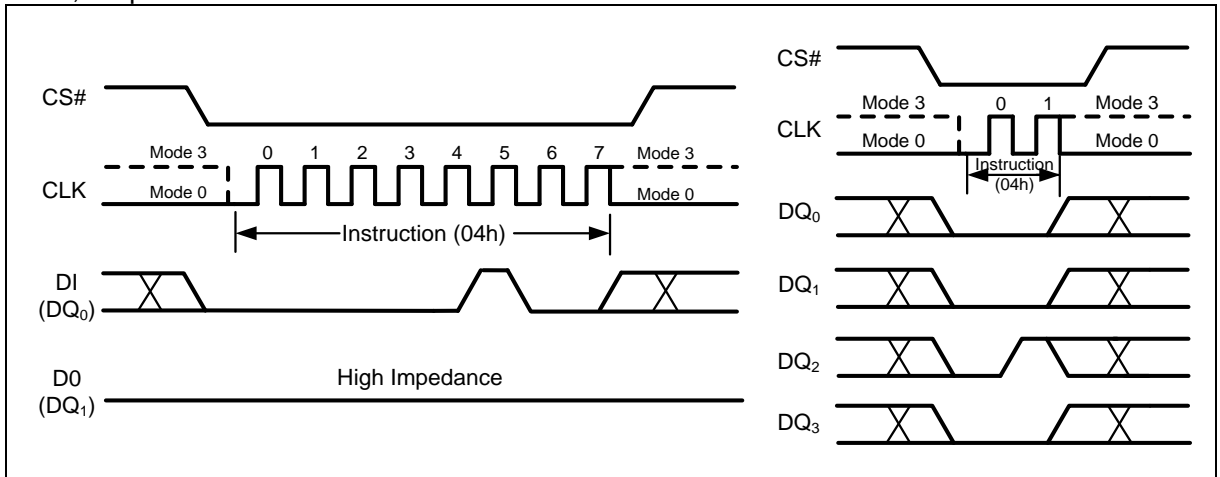 CS#
Mode 3 0 1 2 3 4 5 6 7 Mode 3
CLK
Mode 0 Mode 0
Instruction (04h)
DI
(DQ0)
D0
(DQ1)
High Impedance
CS#
Mode 3 0 1 Mode 3
CLK
Mode 0 Mode 0
Instruction
(04h)
DQ0
DQ1
DQ2
DQ3